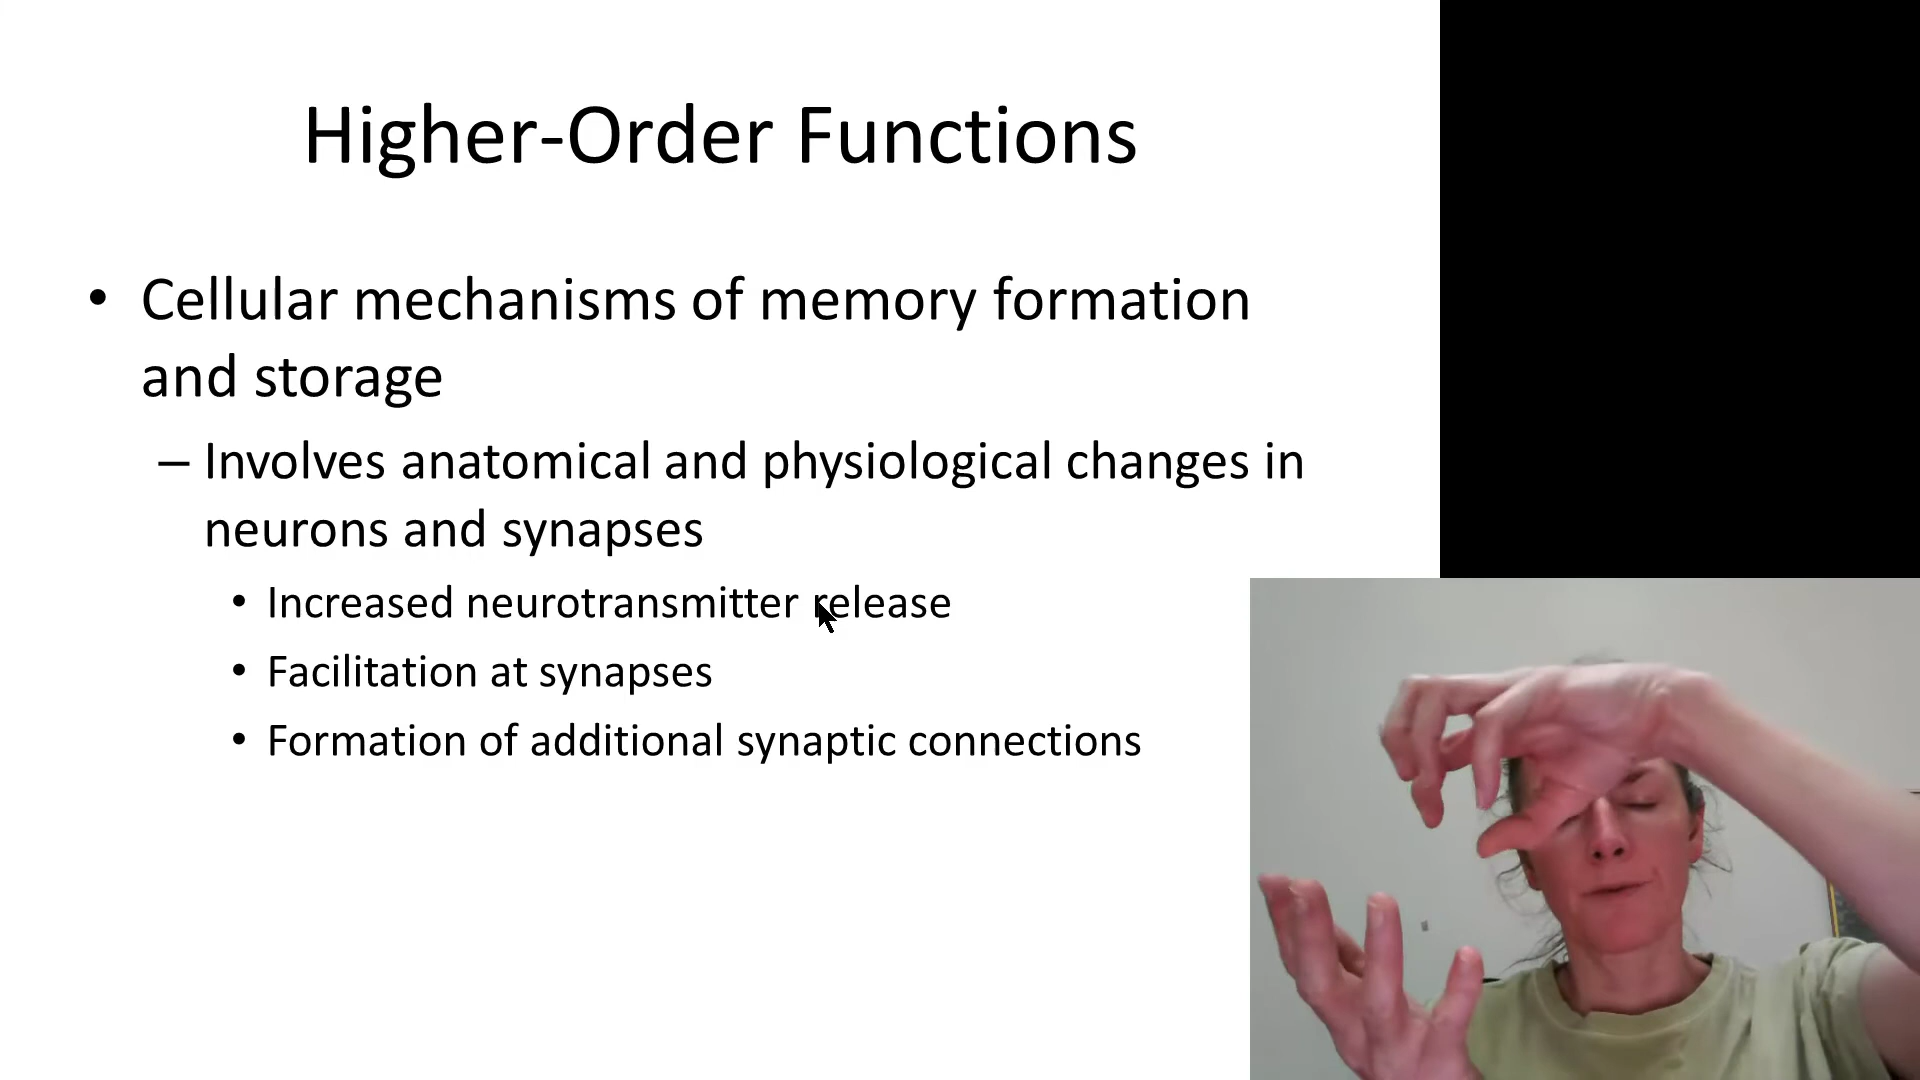 Higher-Order Functions
• Cellular mechanisms of memory formation
and storage
– Involves anatomical and physiological changes in
neurons and synapses
• Increased neurotransmitter release
• Facilitation at synapses
• Formation of additional synaptic connections